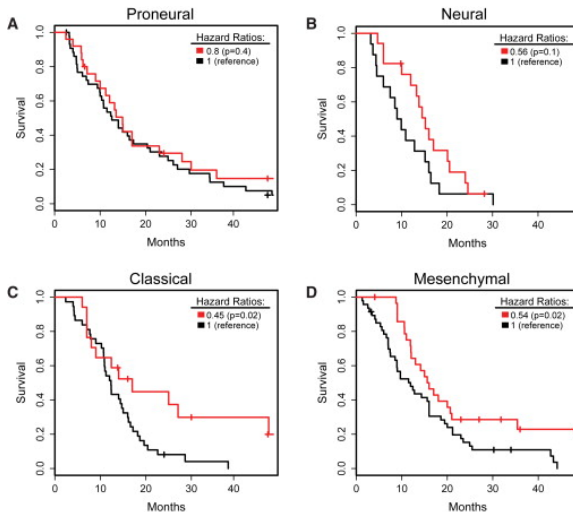 Proneural
A
Hazard Ratios:
0.8 (p=0.4)
1 (reference)
Survival
1.0
0.8
0.6
0.4
0.2
0.0
0 10 20 30 40
Months
Neural
B
Hazard Ratios:
0.56 (p=0.1)
1 (reference)
Survival
1.0
0.8
0.6
0.4
0.2
0.0
0 10 20 30 40
Months
Classical
C
Hazard Ratios:
0.45 (p=0.02)
1 (reference)
Survival
1.0
0.8
0.6
0.4
0.2
0.0
0 10 20 30 40
Months
Mesenchymal
D
Hazard Ratios:
0.54 (p=0.02)
1 (reference)
Survival
1.0
0.8
0.6
0.4
0.2
0.0
0 10 20 30 40
Months